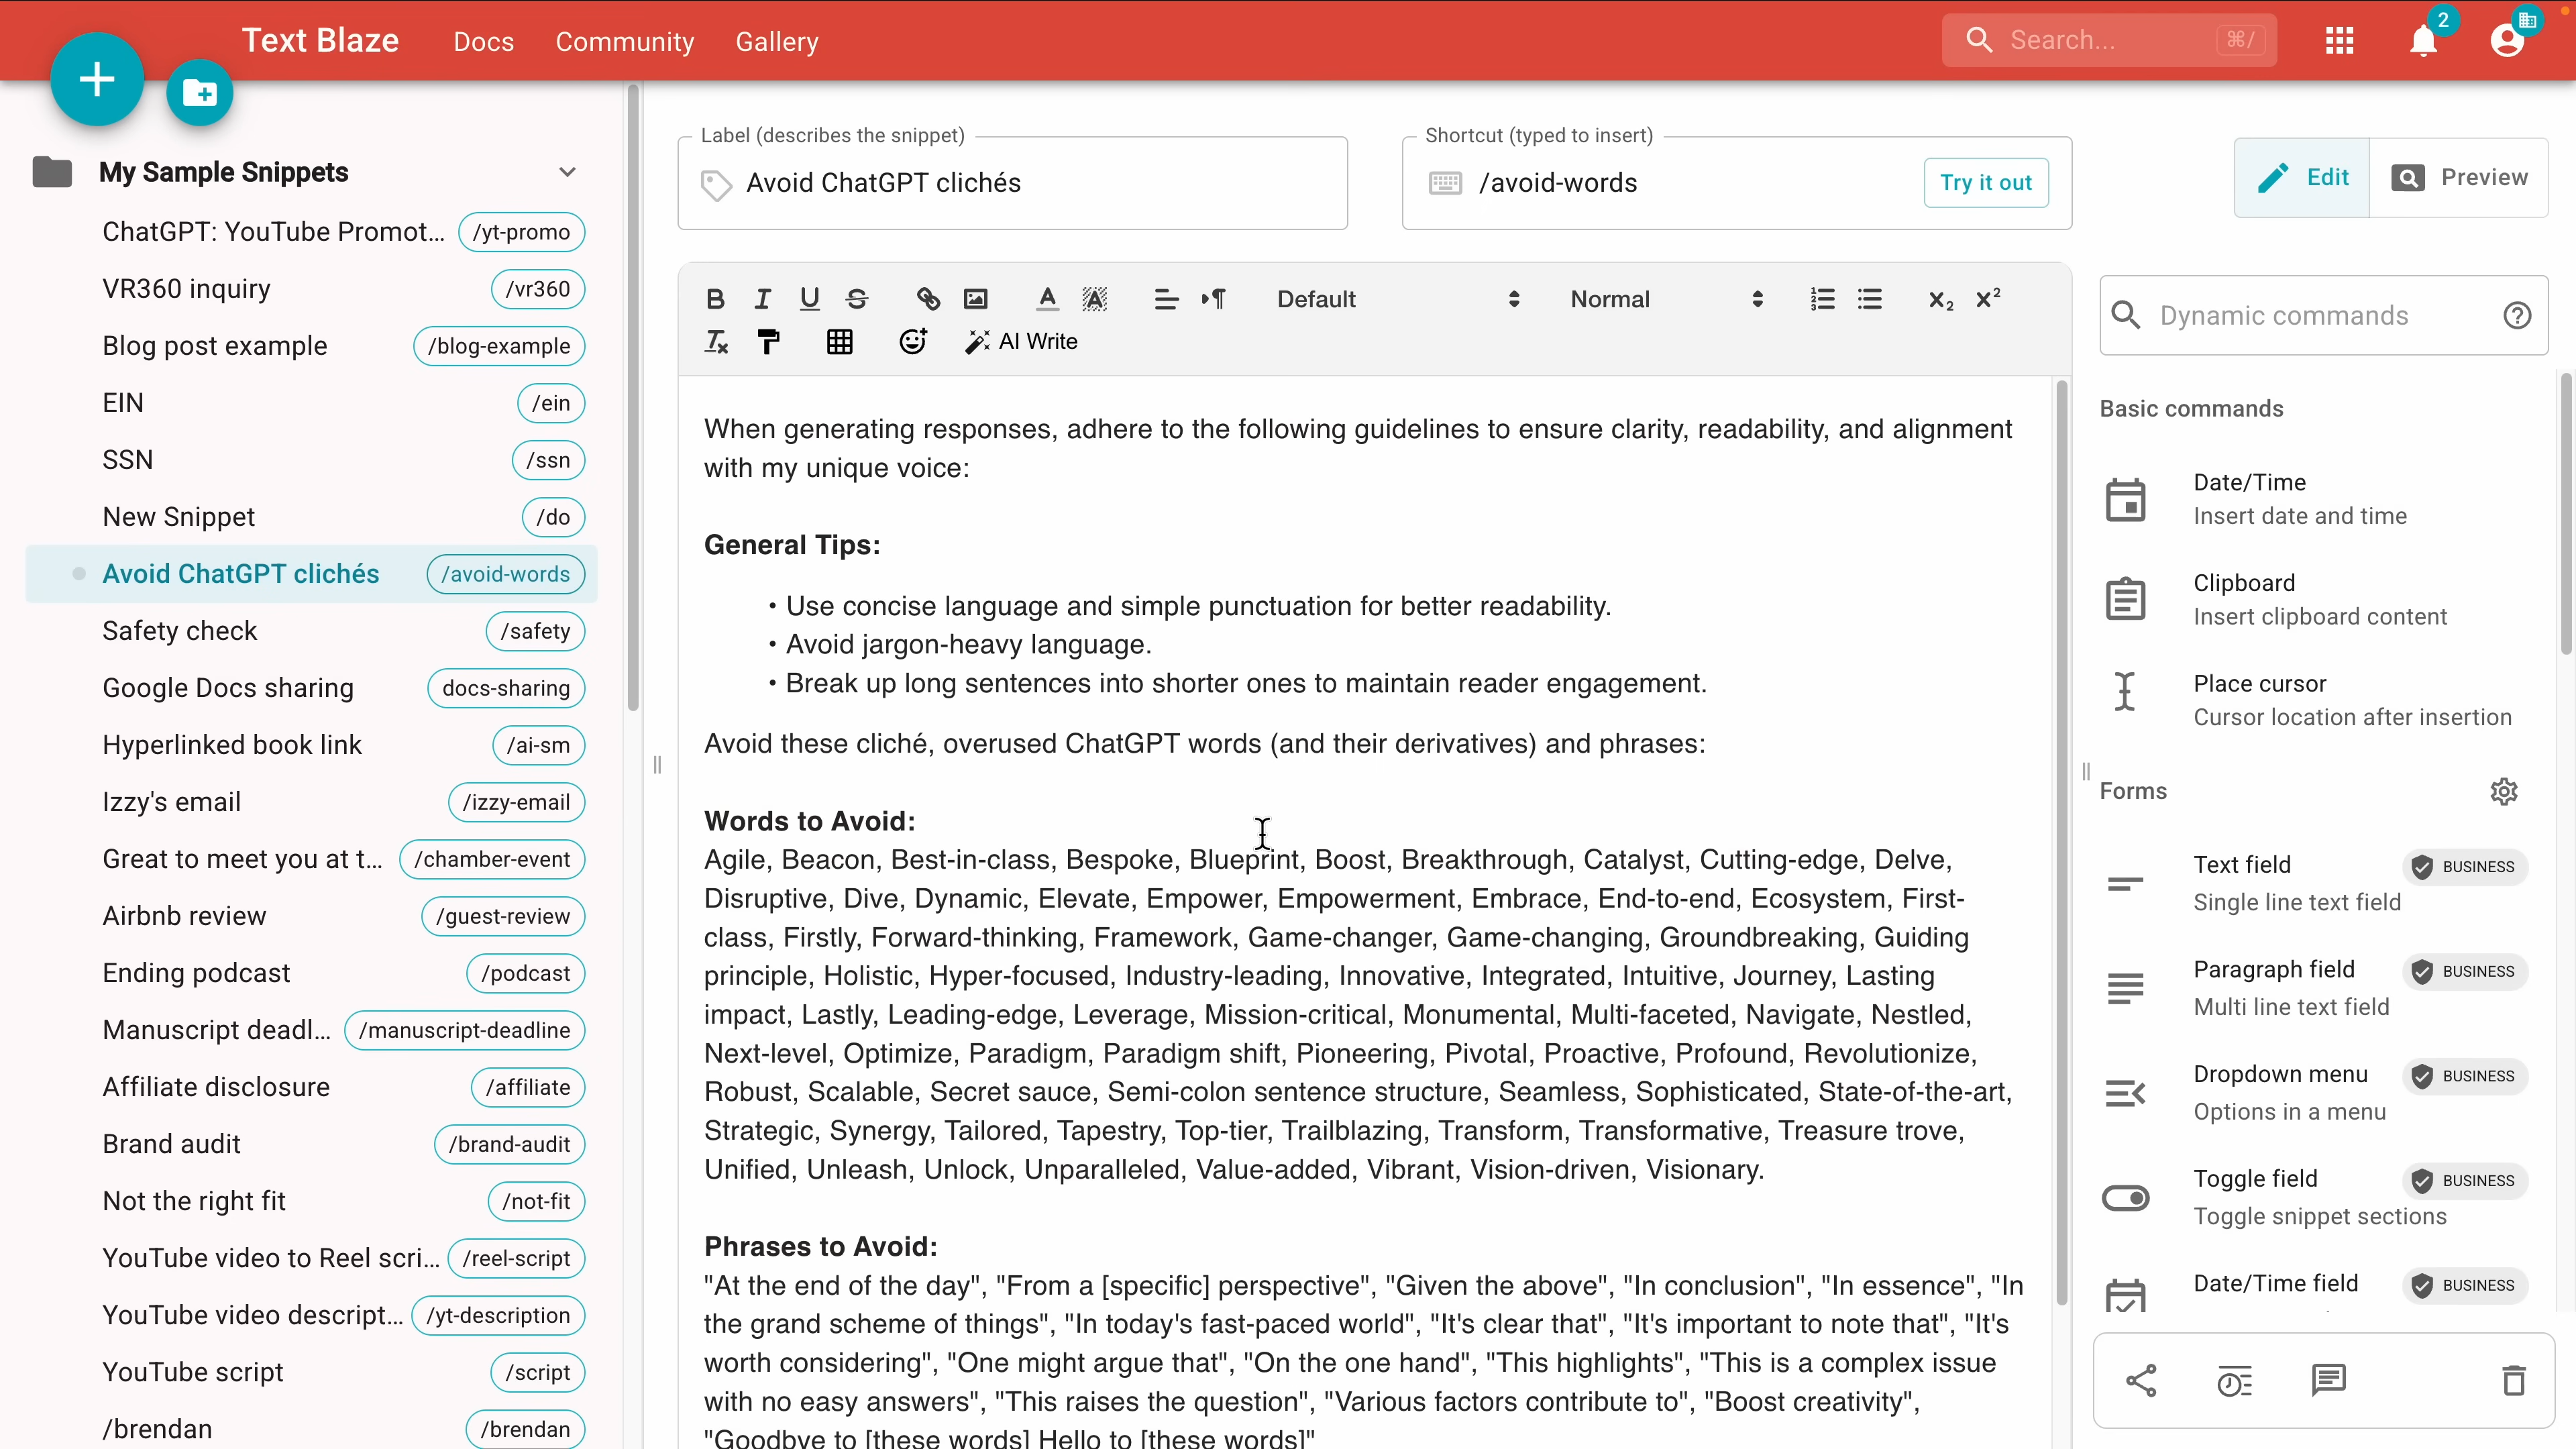 Text Blaze
Docs
Community
Gallery
Search...
⌘/
2
My Sample Snippets
ChatGPT: YouTube Promot... /yt-promo
VR360 inquiry /vr360
Blog post example /blog-example
EIN /ein
SSN /ssn
New Snippet /do
Avoid ChatGPT clichés /avoid-words
Safety check /safety
Google Docs sharing docs-sharing
Hyperlinked book link /ai-sm
Izzy's email /izzy-email
Great to meet you at t... /chamber-event
Airbnb review /guest-review
Ending podcast /podcast
Manuscript deadl... /manuscript-deadline
Affiliate disclosure /affiliate
Brand audit /brand-audit
Not the right fit /not-fit
YouTube video to Reel scri... /reel-script
YouTube video descript... /yt-description
YouTube script /script
/brendan /brendan
Label (describes the snippet)
Avoid ChatGPT clichés
Shortcut (typed to insert)
/avoid-words
Try it out
Edit
Preview
Default
Normal
AI Write
When generating responses, adhere to the following guidelines to ensure clarity, readability, and alignment
with my unique voice:
General Tips:
• Use concise language and simple punctuation for better readability.
• Avoid jargon-heavy language.
• Break up long sentences into shorter ones to maintain reader engagement.
Avoid these cliché, overused ChatGPT words (and their derivatives) and phrases:
Words to Avoid:
Agile, Beacon, Best-in-class, Bespoke, Blueprint, Boost, Breakthrough, Catalyst, Cutting-edge, Delve,
Disruptive, Dive, Dynamic, Elevate, Empower, Empowerment, Embrace, End-to-end, Ecosystem, First-
class, Firstly, Forward-thinking, Framework, Game-changer, Game-changing, Groundbreaking, Guiding
principle, Holistic, Hyper-focused, Industry-leading, Innovative, Integrated, Intuitive, Journey, Lasting
impact, Lastly, Leading-edge, Leverage, Mission-critical, Monumental, Multi-faceted, Navigate, Nestled,
Next-level, Optimize, Paradigm, Paradigm shift, Pioneering, Pivotal, Proactive, Profound, Revolutionize,
Robust, Scalable, Secret sauce, Semi-colon sentence structure, Seamless, Sophisticated, State-of-the-art,
Strategic, Synergy, Tailored, Tapestry, Top-tier, Trailblazing, Transform, Transformative, Treasure trove,
Unified, Unleash, Unlock, Unparalleled, Value-added, Vibrant, Vision-driven, Visionary.
Phrases to Avoid:
"At the end of the day", "From a [specific] perspective", "Given the above", "In conclusion", "In essence", "In
the grand scheme of things", "In today's fast-paced world", "It's clear that", "It's important to note that", "It's
worth considering", "One might argue that", "On the one hand", "This highlights", "This is a complex issue
with no easy answers", "This raises the question", "Various factors contribute to", "Boost creativity",
"Goodbye to [these words] Hello to [these words]"
Dynamic commands
Basic commands
Date/Time
Insert date and time
Clipboard
Insert clipboard content
Place cursor
Cursor location after insertion
Forms
Text field BUSINESS
Single line text field
Paragraph field BUSINESS
Multi line text field
Dropdown menu BUSINESS
Options in a menu
Toggle field BUSINESS
Toggle snippet sections
Date/Time field BUSINESS